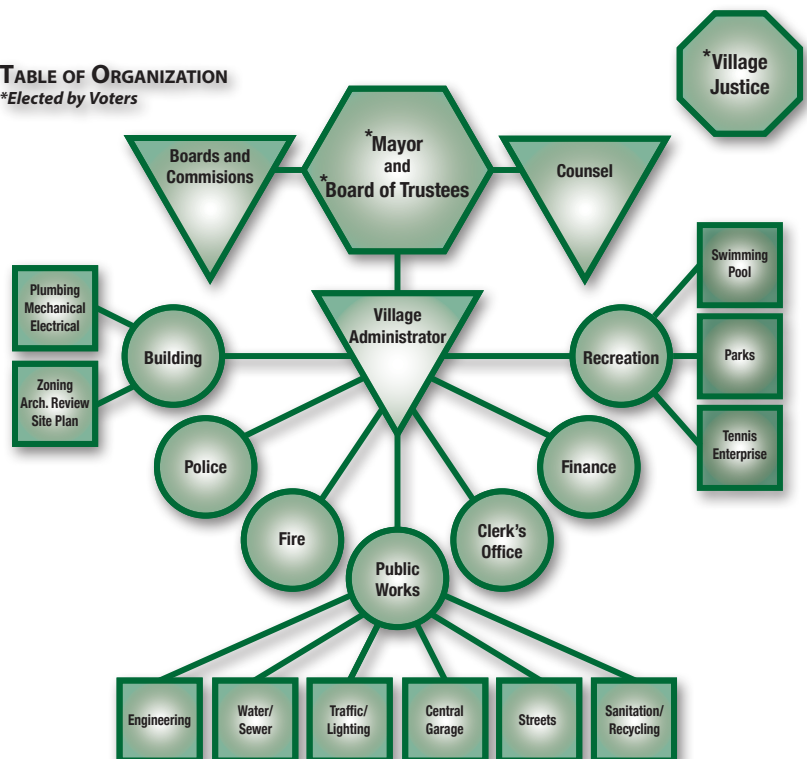 TABLE OF ORGANIZATION
*Elected by Voters
*Village
Justice
Boards and
Commisions
*Mayor
and
*Board of Trustees
Counsel
Village
Administrator
Plumbing
Mechanical
Electrical
Zoning
Arch. Review
Site Plan
Building
Recreation
Swimming
Pool
Parks
Tennis
Enterprise
Police
Fire
Public
Works
Clerk's
Office
Finance
Engineering
Water/
Sewer
Traffic/
Lighting
Central
Garage
Streets
Sanitation/
Recycling